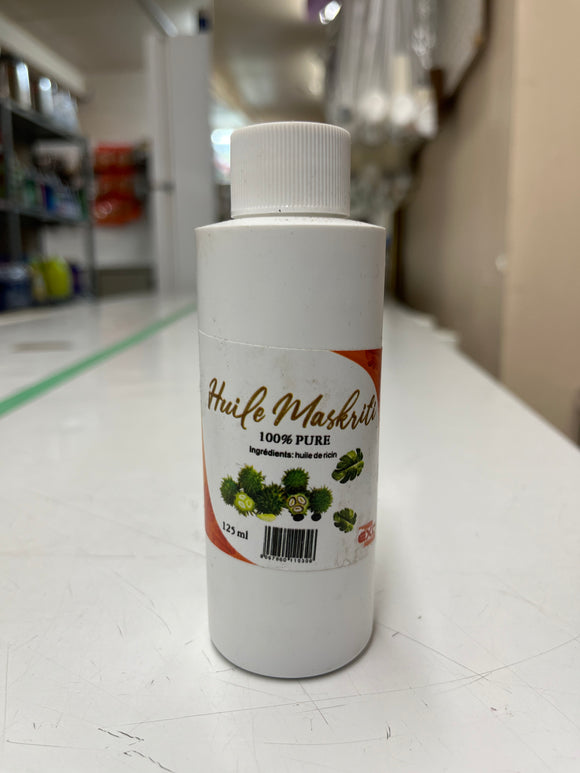 Huile Maskriti
100% PURE
Ingrédients: huile de ricin
125 ml